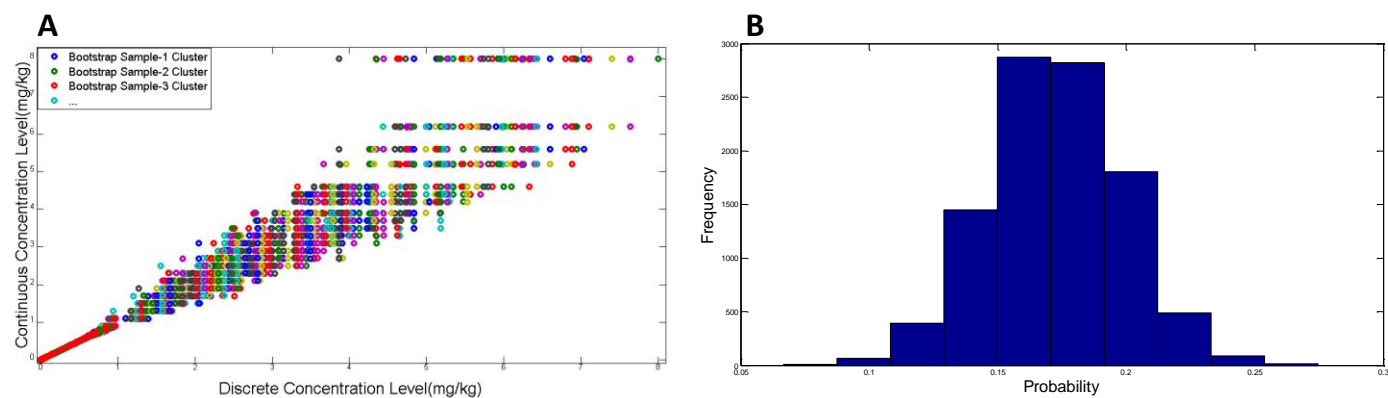 A
Continuous Concentration Level(mg/kg)
8
7
6
5
4
3
2
1
0
Bootstrap Sample-1 Cluster
Bootstrap Sample-2 Cluster
Bootstrap Sample-3 Cluster
...
0 1 2 3 4 5 6 7 8
Discrete Concentration Level(mg/kg)
B
Frequency
3000
2500
2000
1500
1000
500
0
0.05 0.1 0.15 0.2 0.25 0.3
Probability